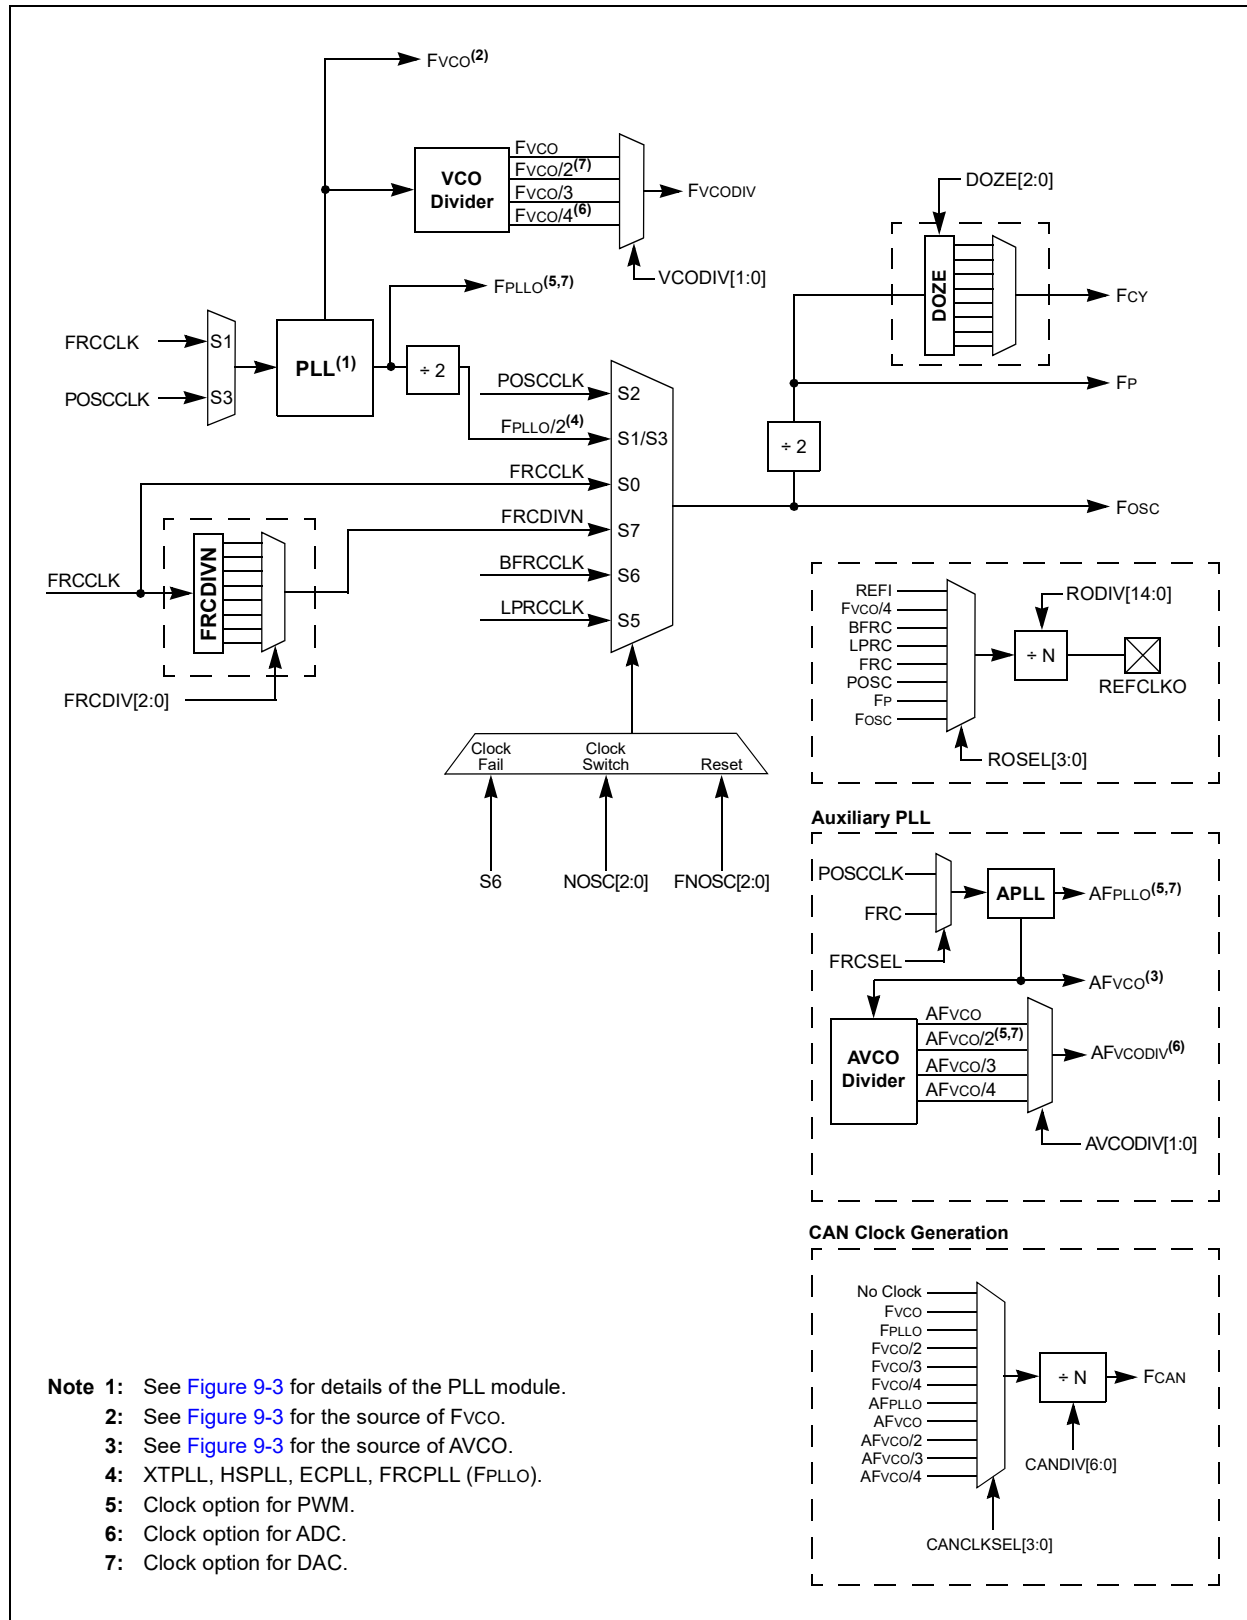 FVCO(2)
VCO
Divider
FVCO
FVCO/2(7)
FVCO/3
FVCO/4(6)
FVCODIV
VCODIV[1:0]
DOZE[2:0]
DOZE
FCY
FP
÷ 2
FOSC
FPLLO(5,7)
FRCCLK
POSCCLK
S1
S3
PLL(1)
÷ 2
POSCCLK
FPLLO/2(4)
FRCCLK
FRCDIVN
BFRCCLK
LPRCCLK
S2
S1/S3
S0
S7
S6
S5
FRCCLK
FRCDIVN
FRCDIV[2:0]
Clock
Fail
Clock
Switch
Reset
S6
NOSC[2:0]
FNOSC[2:0]
REFI
FVCO/4
BFRC
LPRC
FRC
POSC
FP
FOSC
RODIV[14:0]
÷ N
REFCLKO
ROSEL[3:0]
Auxiliary PLL
POSCCLK
FRC
FRCSEL
APLL
AFPLLO(5,7)
AFVCO(3)
AVCO
Divider
AFVCO
AFVCO/2(5,7)
AFVCO/3
AFVCO/4
AFVCODIV(6)
AVCODIV[1:0]
CAN Clock Generation
No Clock
FVCO
FPLLO
FVCO/2
FVCO/3
FVCO/4
AFPLLO
AFVCO
AFVCO/2
AFVCO/3
AFVCO/4
÷ N
FCAN
CANDIV[6:0]
CANCLKSEL[3:0]
Note 1: See Figure 9-3 for details of the PLL module.
2: See Figure 9-3 for the source of FVCO.
3: See Figure 9-3 for the source of AVCO.
4: XTPLL, HSPLL, ECPLL, FRCPLL (FPLLO).
5: Clock option for PWM.
6: Clock option for ADC.
7: Clock option for DAC.